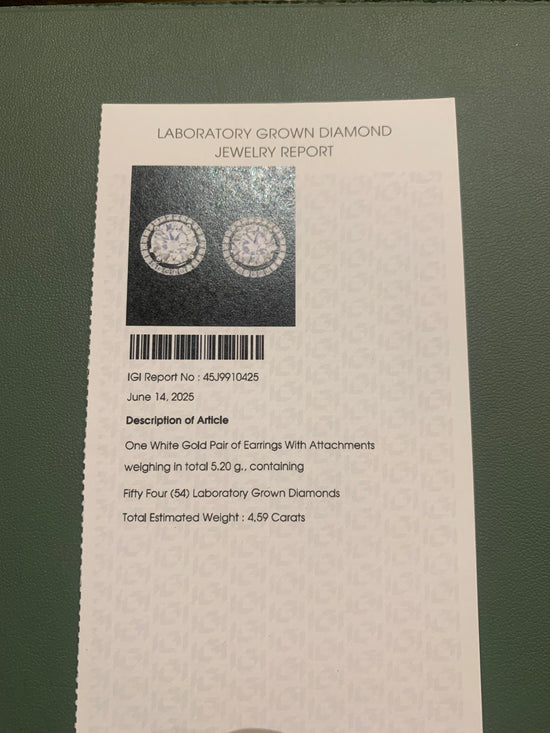 LABORATORY GROWN DIAMOND
JEWELRY REPORT
IGI Report No : 45J9910425
June 14, 2025
Description of Article
One White Gold Pair of Earrings With Attachments
weighing in total 5.20 g., containing
Fifty Four (54) Laboratory Grown Diamonds
Total Estimated Weight : 4.59 Carats